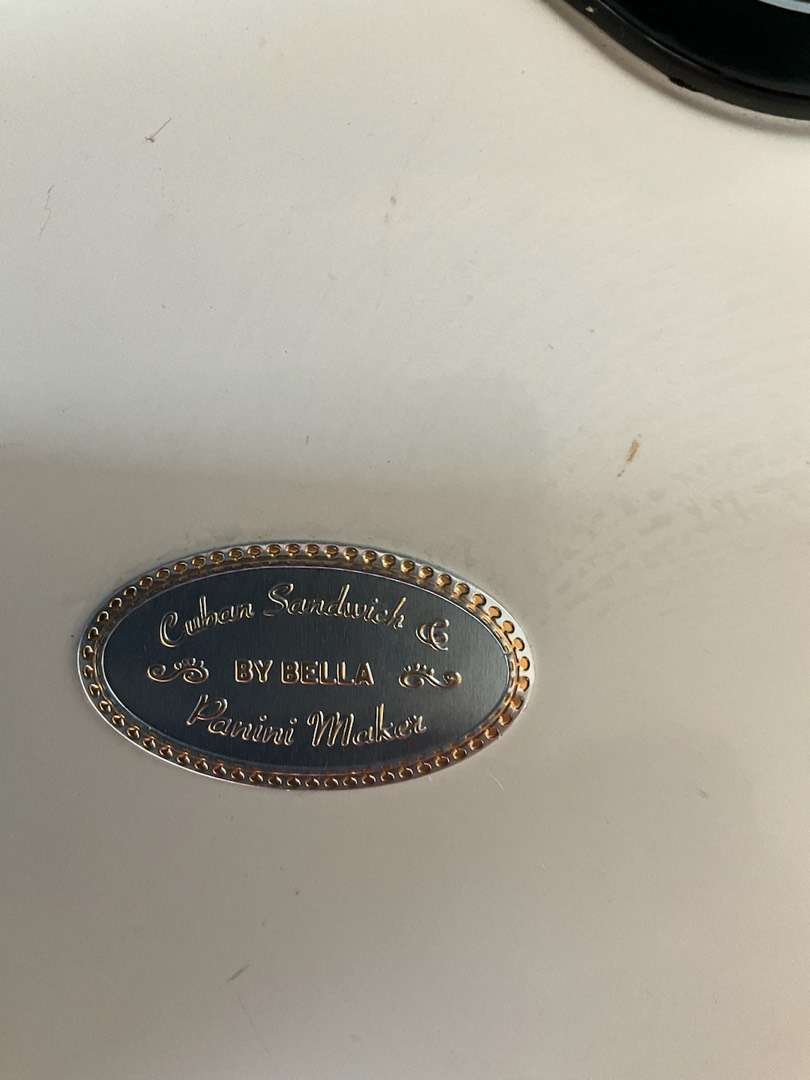 Cuban Sandwich &
BY BELLA
Panini Maker